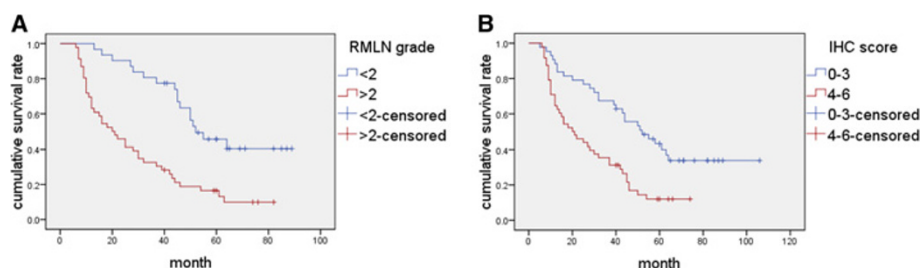 A
RMLN grade
<2
>2
<2-censored
>2-censored
cumulative survival rate
1.0
0.8
0.6
0.4
0.2
0.0
0 20 40 60 80 100
month
B
IHC score
0-3
4-6
0-3-censored
4-6-censored
cumulative survival rate
1.0
0.8
0.6
0.4
0.2
0.0
0 20 40 60 80 100 120
month